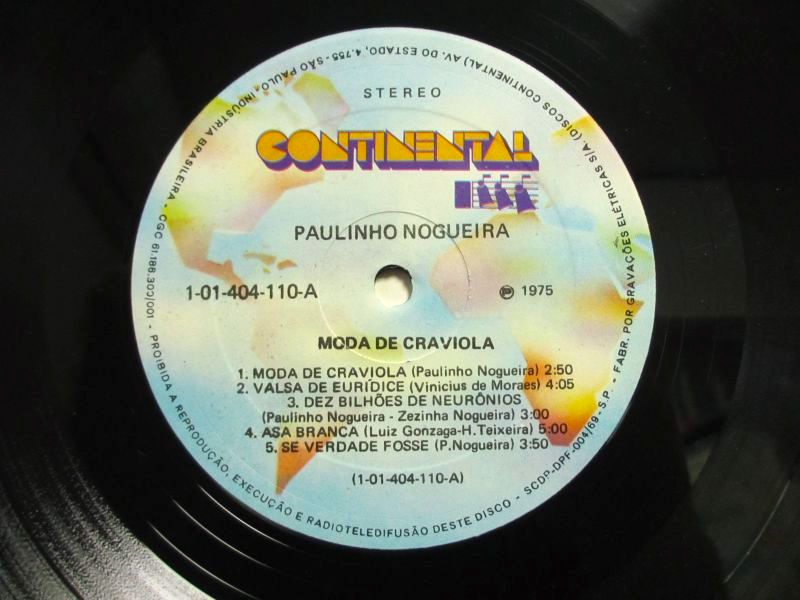 STEREO
CONTINENTAL
PAULINHO NOGUEIRA
1-01-404-110-A
℗ 1975
MODA DE CRAVIOLA
1. MODA DE CRAVIOLA (Paulinho Nogueira) 2:50
2. VALSA DE EURÍDICE (Vinicius de Moraes) 4:05
3. DEZ BILHÕES DE NEURÔNIOS
(Paulinho Nogueira - Zezinha Nogueira) 3:00
4. ASA BRANCA (Luiz Gonzaga-H.Teixeira) 5:00
5. SE VERDADE FOSSE (P.Nogueira) 3:50
(1-01-404-110-A)
PROIBIDA A REPRODUÇÃO, EXECUÇÃO E RADIOTELEDIFUSÃO DESTE DISCO - SCDP-DPF-004/69 - S.P. - FABR. POR GRAVAÇÕES ELÉTRICAS S/A. (DISCOS CONTINENTAL) AV. DO ESTADO, 4.755 - SÃO PAULO. INDÚSTRIA BRASILEIRA - CGC 61.186.300/001 -